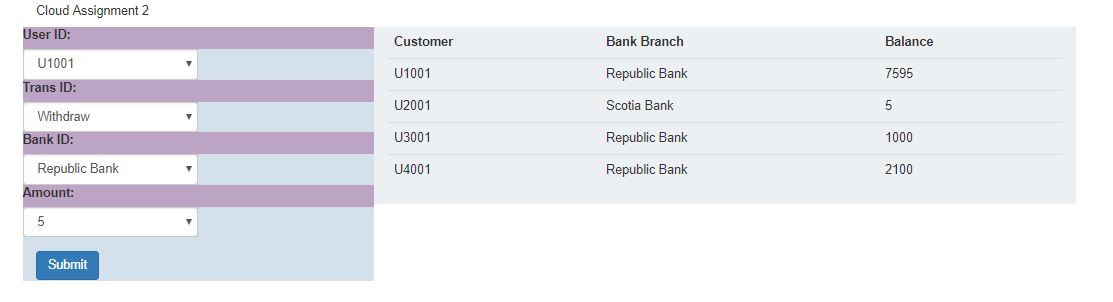 Cloud Assignment 2
User ID:
U1001
Trans ID:
Withdraw
Bank ID:
Republic Bank
Amount:
5
Submit
Customer Bank Branch Balance
U1001 Republic Bank 7595
U2001 Scotia Bank 5
U3001 Republic Bank 1000
U4001 Republic Bank 2100